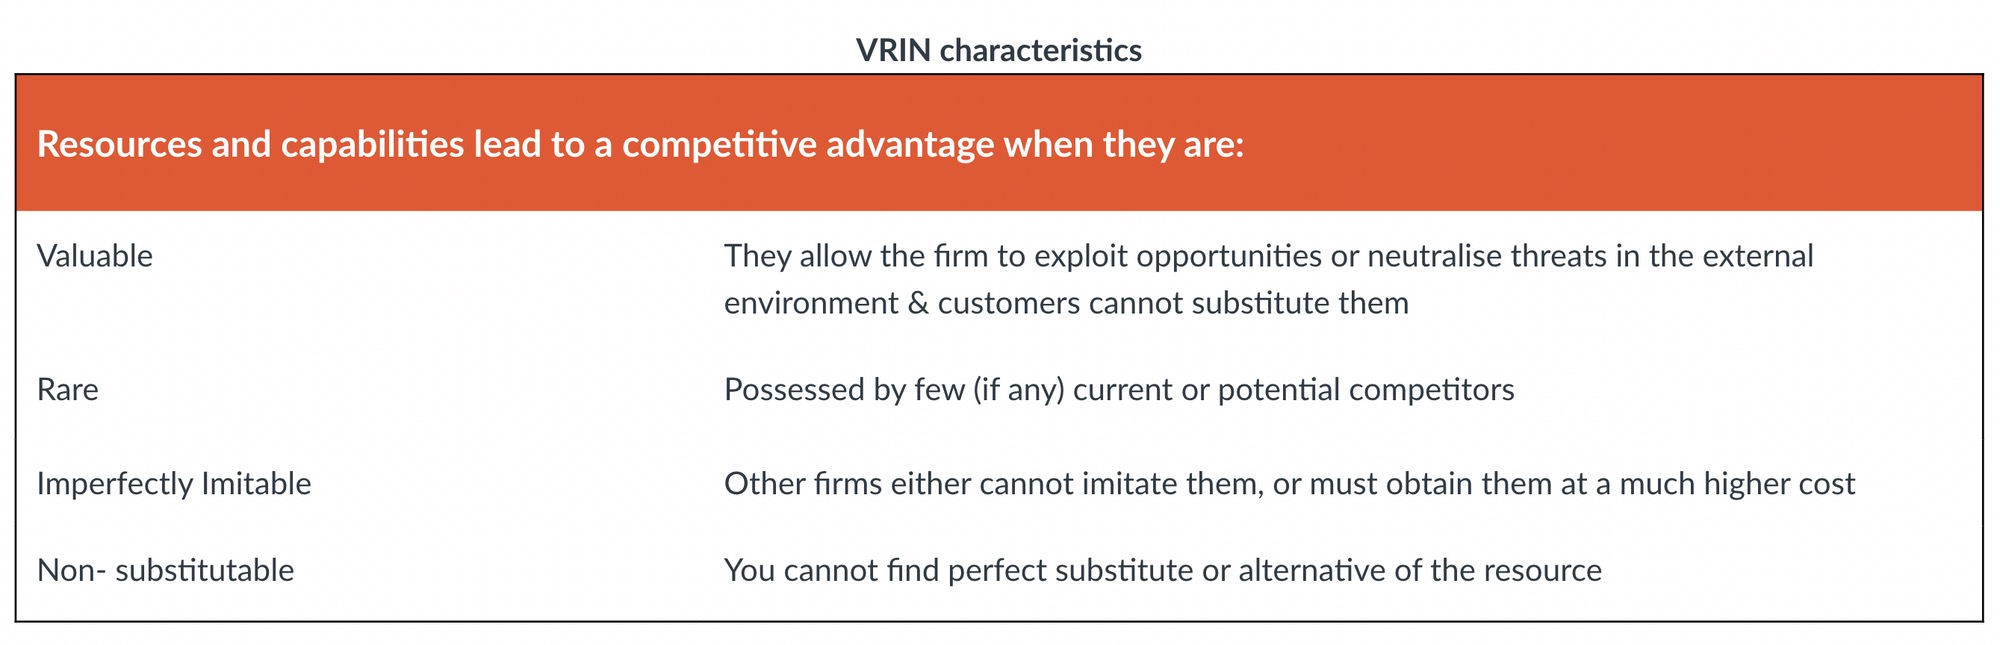 VRIN characteristics
Resources and capabilities lead to a competitive advantage when they are:
Valuable
They allow the firm to exploit opportunities or neutralise threats in the external
environment & customers cannot substitute them
Rare
Possessed by few (if any) current or potential competitors
Imperfectly Imitable
Other firms either cannot imitate them, or must obtain them at a much higher cost
Non- substitutable
You cannot find perfect substitute or alternative of the resource